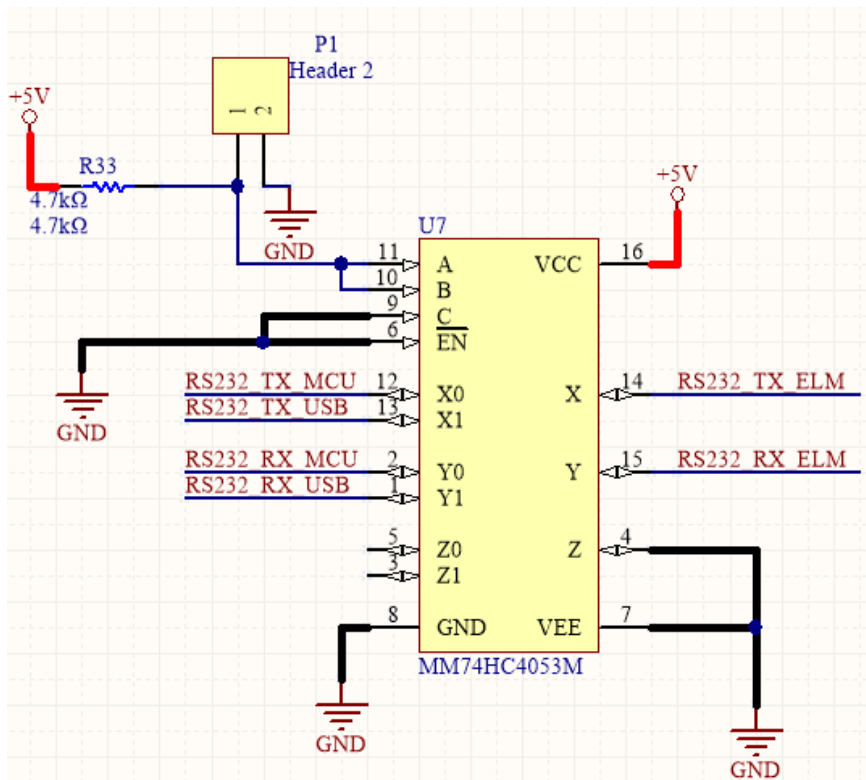 P1
Header 2
1
2
+5V
R33
4.7kΩ
4.7kΩ
GND
+5V
U7
11 A VCC 16
10 B
9 C
6 EN
GND
RS232_TX_MCU 12 X0 X 14 RS232_TX_ELM
RS232_TX_USB 13 X1
RS232_RX_MCU 2 Y0 Y 15 RS232_RX_ELM
RS232_RX_USB 1 Y1
5 Z0 Z 4
3 Z1
8 GND VEE 7
MM74HC4053M
GND
GND